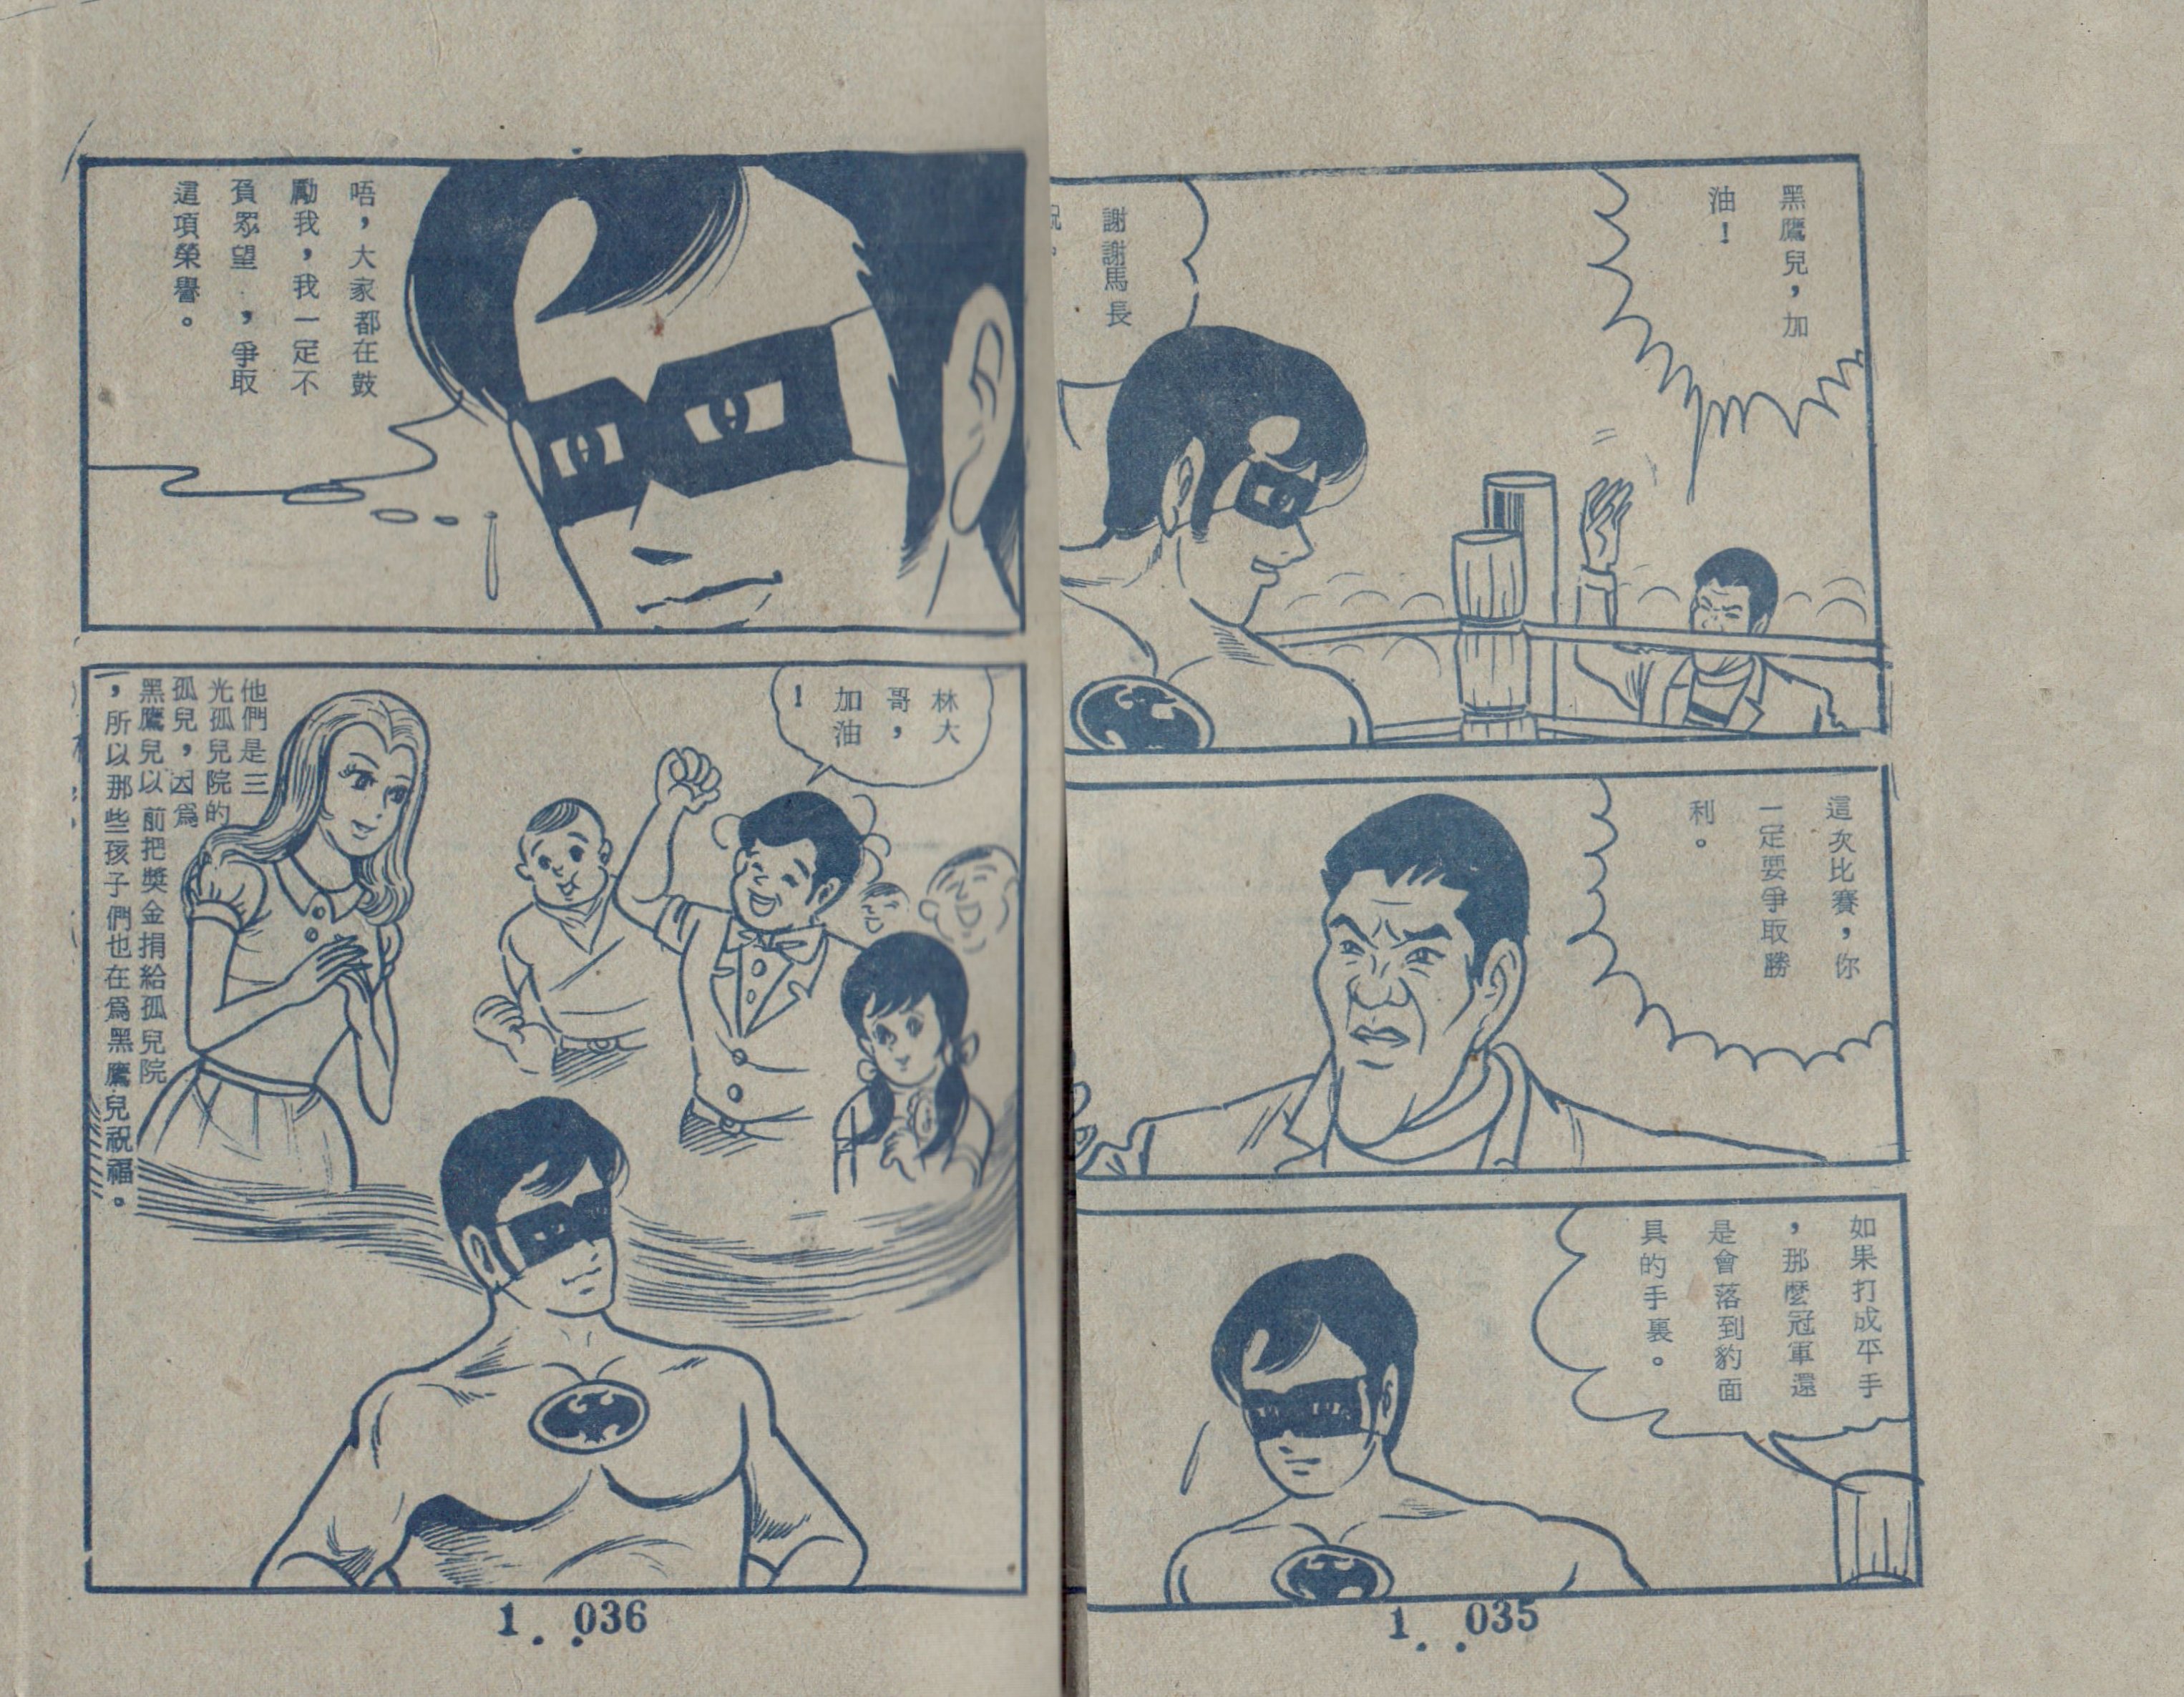 黑鷹兒，加
油！
謝謝馬長
祝。
這次比賽，你
一定要爭取勝
利。
如果打成平手
，那麼冠軍還
是會落到豹面
具的手裏。
1..035
唔，大家都在鼓
勵我，我一定不
負眾望，爭取
這項榮譽。
林大
哥，
加油
！
他們是三
光孤兒院的
孤兒，因爲
黑鷹兒以前把獎金捐給孤兒院
，所以那些孩子們也在爲黑鷹兒祝福。
1..036